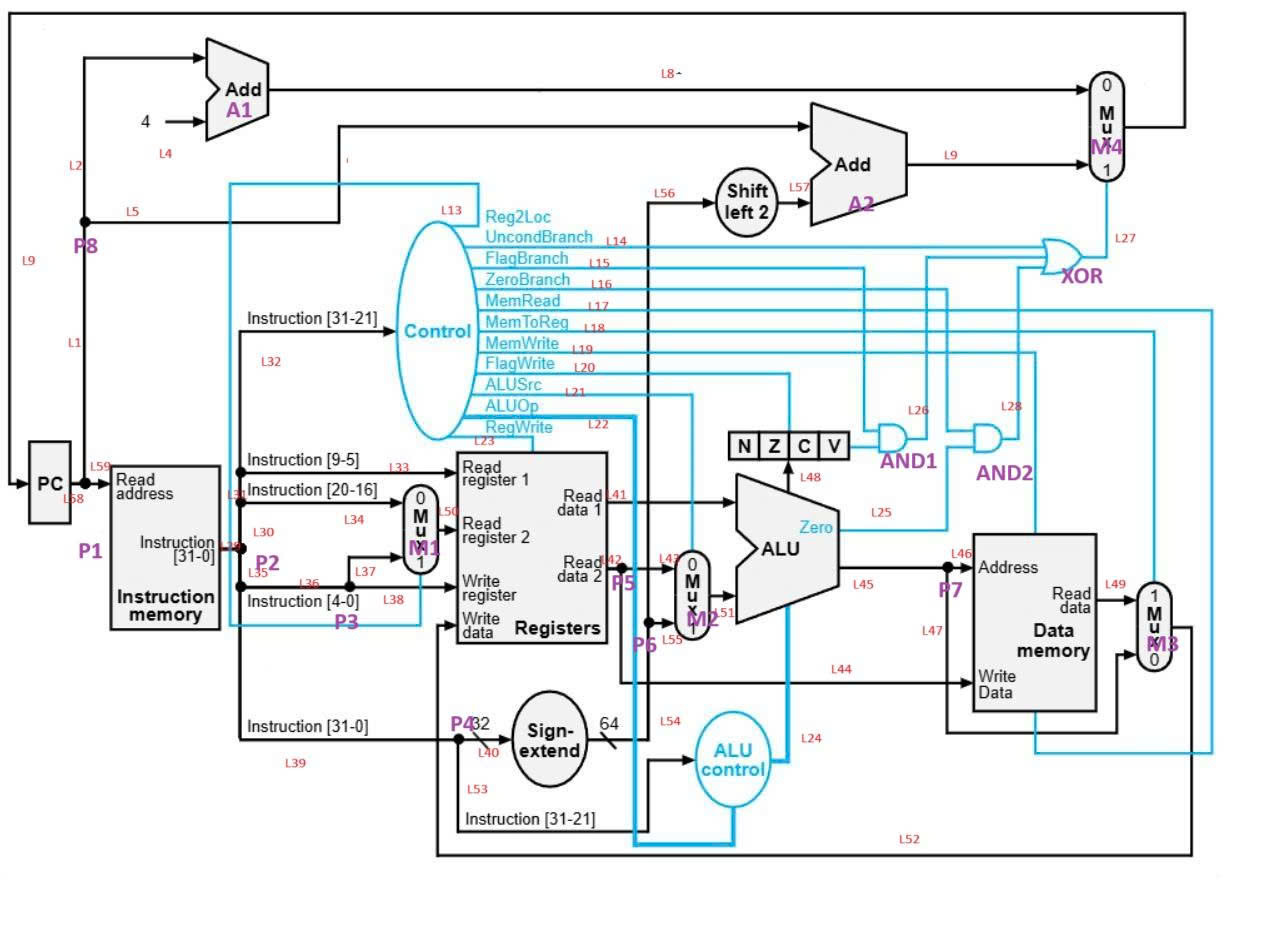 L8-
Add
A1
4
L4
L2
0
Mux
M4
1
Add
A2
L9
L5
P8
L9
L1
L56
L57
Shift
left 2
L13
Reg2Loc
UncondBranch
L14
FlagBranch
L15
ZeroBranch
L16
MemRead
L17
MemToReg
L18
MemWrite
L19
FlagWrite
L20
ALUSrc
L21
ALUOp
L22
RegWrite
L23
L27
XOR
Control
Instruction [31-21]
L32
L26
L28
AND1
AND2
N Z C V
L48
PC
L59
L58
Read
address
Instruction
[31-0]
Instruction
memory
P1
P2
L31
L30
L35
Instruction [9-5]
L33
Instruction [20-16]
L34
0
Mux
M1
1
L50
L36
L37
L38
Instruction [4-0]
P3
Read
register 1
Read
register 2
Write
register
Write
data
Registers
Read
data 1
Read
data 2
L41
L42
P5
L43
0
Mux
M2
1
L51
L55
P6
Zero
ALU
L25
L45
L46
P7
L47
Address
Read
data
Data
memory
Write
Data
L49
1
Mux
M3
0
L44
Instruction [31-0]
L39
P4
32
L40
Sign-
extend
64
L54
L53
Instruction [31-21]
ALU
control
L24
L52